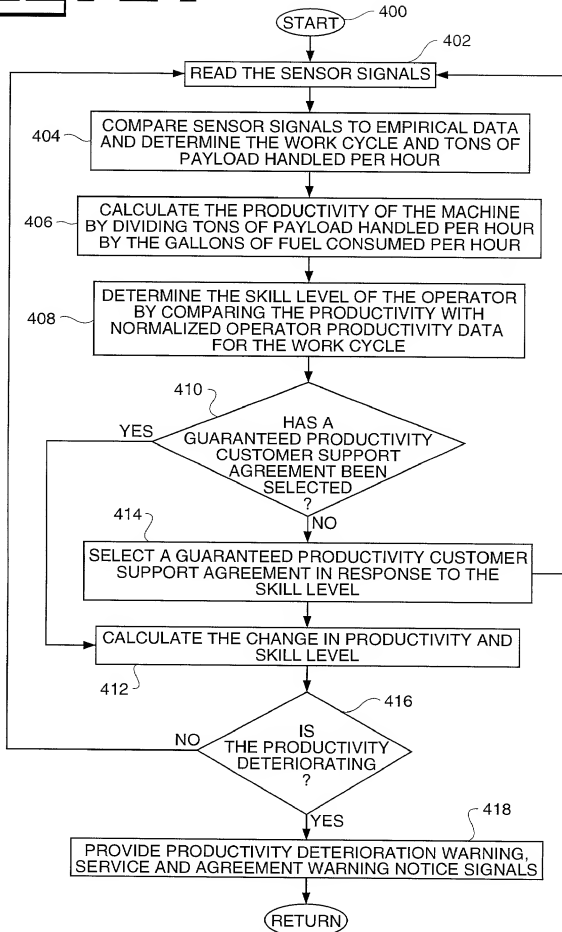 START
400
402
READ THE SENSOR SIGNALS
404
COMPARE SENSOR SIGNALS TO EMPIRICAL DATA
AND DETERMINE THE WORK CYCLE AND TONS OF
PAYLOAD HANDLED PER HOUR
406
CALCULATE THE PRODUCTIVITY OF THE MACHINE
BY DIVIDING TONS OF PAYLOAD HANDLED PER HOUR
BY THE GALLONS OF FUEL CONSUMED PER HOUR
408
DETERMINE THE SKILL LEVEL OF THE OPERATOR
BY COMPARING THE PRODUCTIVITY WITH
NORMALIZED OPERATOR PRODUCTIVITY DATA
FOR THE WORK CYCLE
410
YES
HAS A
GUARANTEED PRODUCTIVITY
CUSTOMER SUPPORT
AGREEMENT BEEN
SELECTED
?
NO
414
SELECT A GUARANTEED PRODUCTIVITY CUSTOMER
SUPPORT AGREEMENT IN RESPONSE TO THE
SKILL LEVEL
CALCULATE THE CHANGE IN PRODUCTIVITY AND
SKILL LEVEL
412
416
NO
IS
THE PRODUCTIVITY
DETERIORATING
?
YES
418
PROVIDE PRODUCTIVITY DETERIORATION WARNING,
SERVICE AND AGREEMENT WARNING NOTICE SIGNALS
RETURN